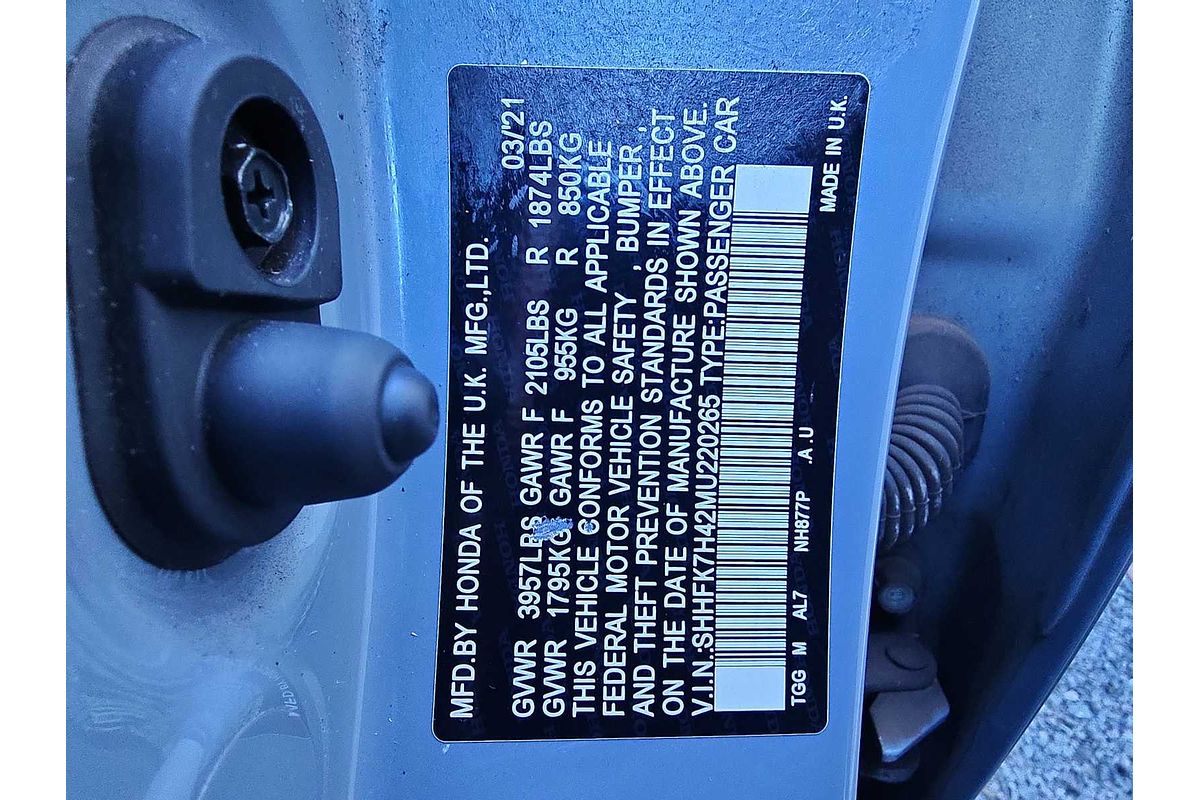 MFD.BY HONDA OF THE U.K. MFG.,LTD. 03/'21
GVWR 3957LBS GAWR F 2105LBS R 1874LBS
GVWR 1795KG GAWR F 955KG R 850KG
THIS VEHICLE CONFORMS TO ALL APPLICABLE
FEDERAL MOTOR VEHICLE SAFETY , BUMPER ,
AND THEFT PREVENTION STANDARDS IN EFFECT
ON THE DATE OF MANUFACTURE SHOWN ABOVE.
V.I.N.:SHHFK7H42MU220265 TYPE:PASSENGER CAR
TGG M AL7 NH877P .A.U MADE IN U.K.